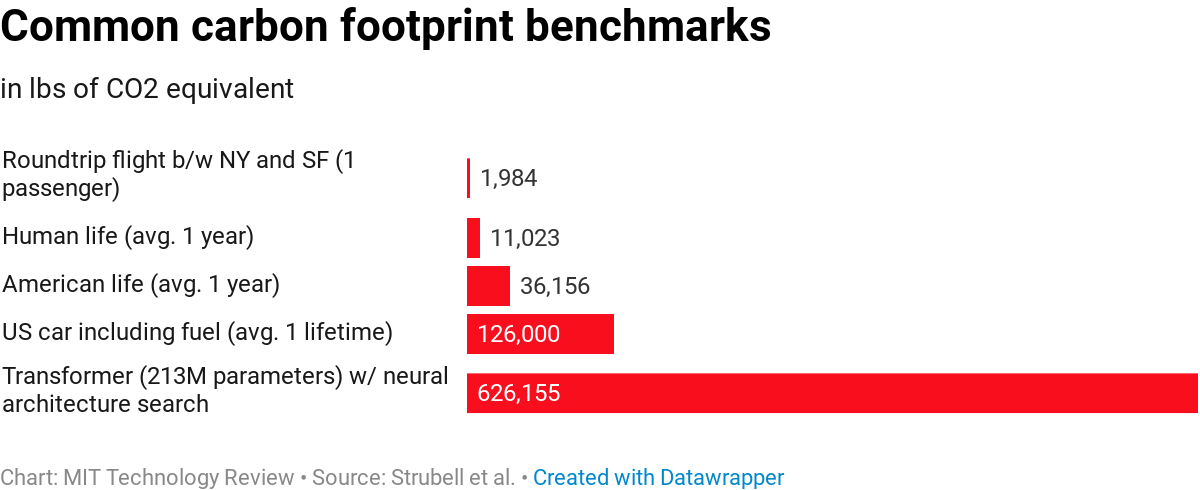 Common carbon footprint benchmarks
in lbs of CO2 equivalent
Roundtrip flight b/w NY and SF (1
passenger)
1,984
Human life (avg. 1 year)
11,023
American life (avg. 1 year)
36,156
US car including fuel (avg. 1 lifetime)
126,000
Transformer (213M parameters) w/ neural
architecture search
626,155
Chart: MIT Technology Review • Source: Strubell et al. • Created with Datawrapper